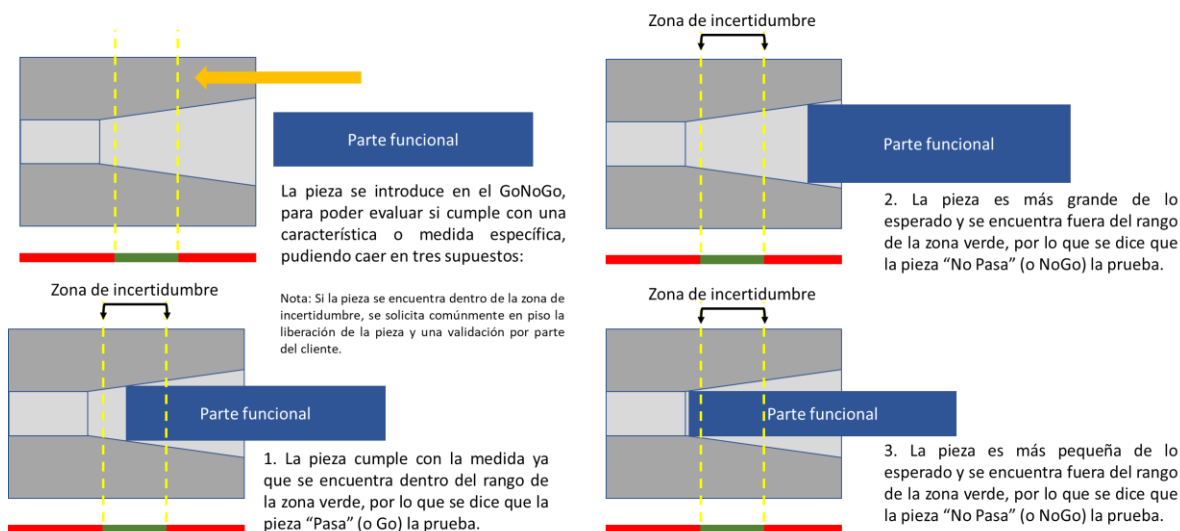 Parte funcional
La pieza se introduce en el GoNoGo,
para poder evaluar si cumple con una
característica o medida específica,
pudiendo caer en tres supuestos:
Nota: Si la pieza se encuentra dentro de la zona de
incertidumbre, se solicita comúnmente en piso la
liberación de la pieza y una validación por parte
del cliente.
Zona de incertidumbre
Parte funcional
1. La pieza cumple con la medida ya
que se encuentra dentro del rango de
la zona verde, por lo que se dice que la
pieza “Pasa” (o Go) la prueba.
Zona de incertidumbre
Parte funcional
2. La pieza es más grande de lo
esperado y se encuentra fuera del rango
de la zona verde, por lo que se dice que
la pieza “No Pasa” (o NoGo) la prueba.
Zona de incertidumbre
Parte funcional
3. La pieza es más pequeña de lo
esperado y se encuentra fuera del rango
de la zona verde, por lo que se dice que
la pieza “No Pasa” (o NoGo) la prueba.